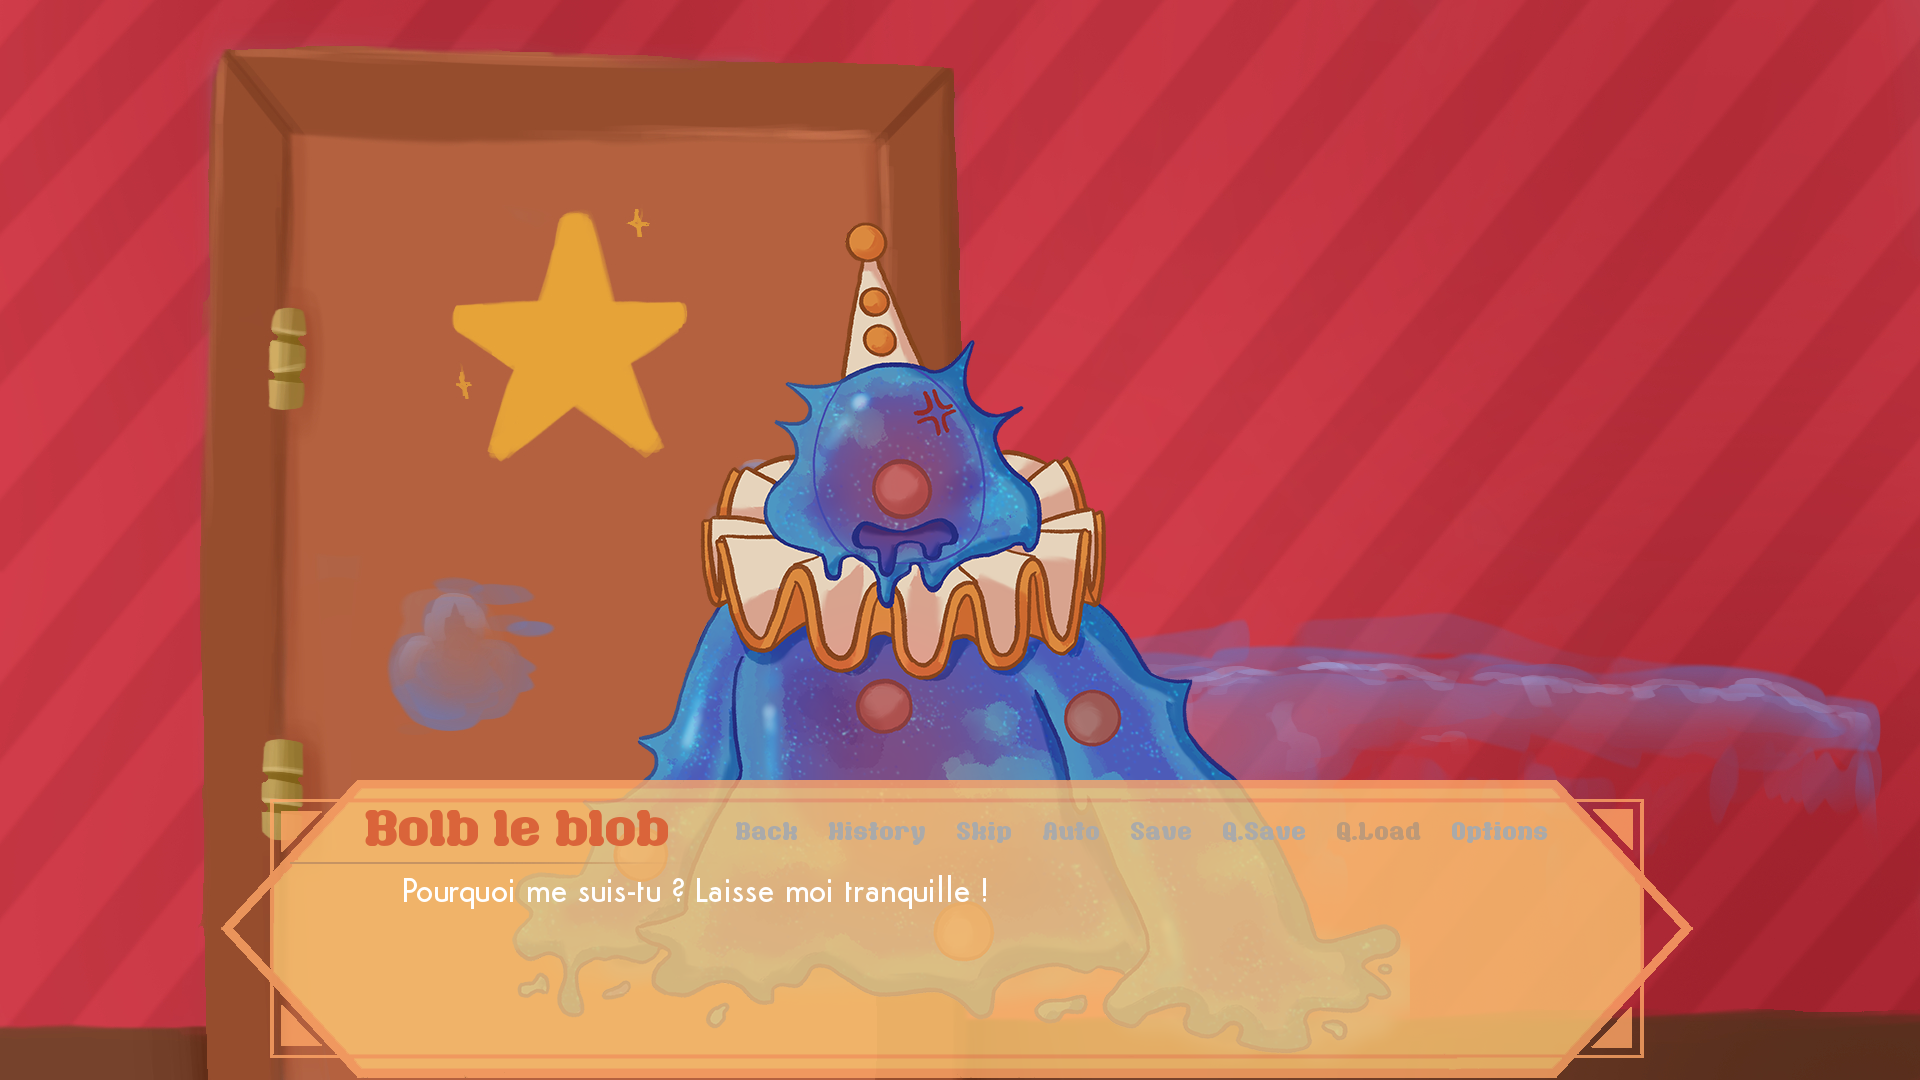 Bolb le blob
Back History Skip Auto Save Q.Save Q.Load Options
Pourquoi me suis-tu ? Laisse moi tranquille !